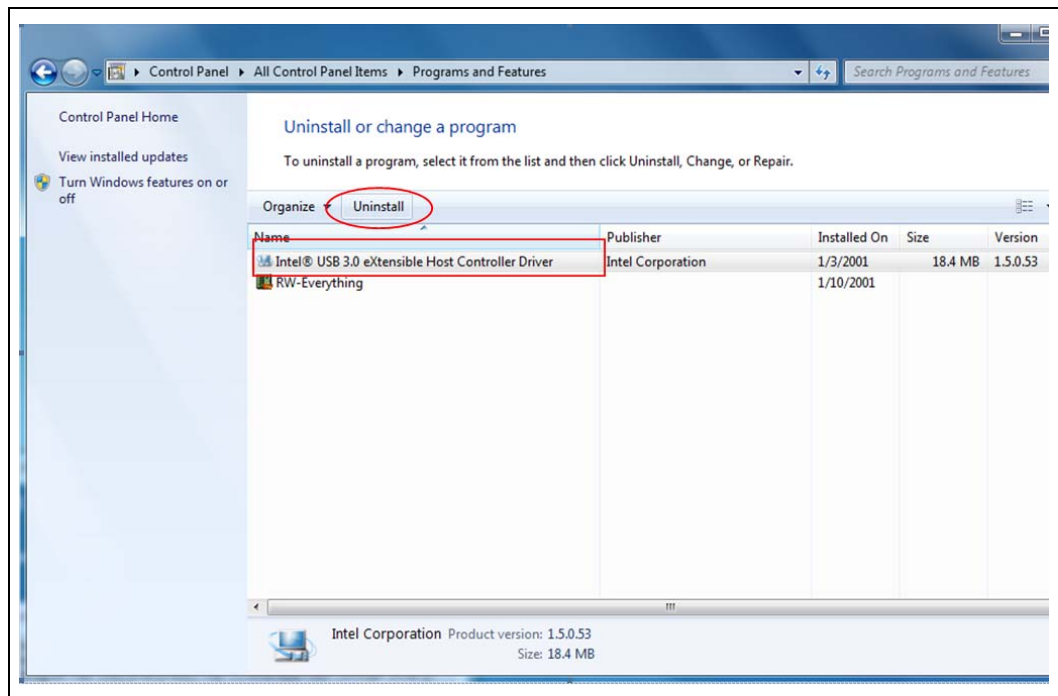 Control Panel ▸ All Control Panel Items ▸ Programs and Features
Search Programs and Features
Control Panel Home
View installed updates
Turn Windows features on or
off
Uninstall or change a program
To uninstall a program, select it from the list and then click Uninstall, Change, or Repair.
Organize Uninstall
Name Publisher Installed On Size Version
Intel® USB 3.0 eXtensible Host Controller Driver Intel Corporation 1/3/2001 18.4 MB 1.5.0.53
RW-Everything 1/10/2001
Intel Corporation Product version: 1.5.0.53
Size: 18.4 MB